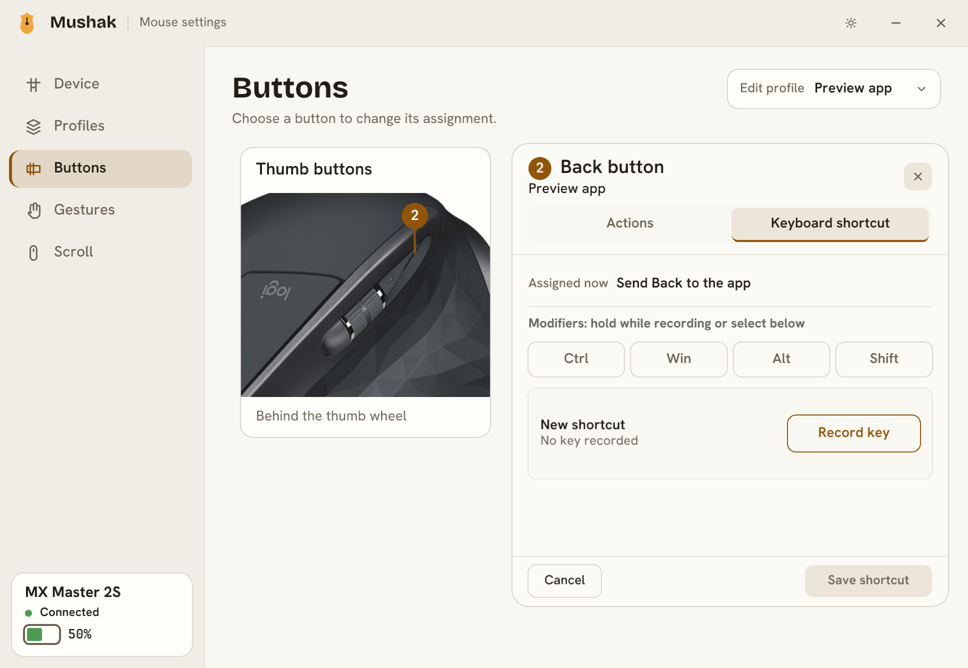 Mushak
Mouse settings
Device
Profiles
Buttons
Gestures
Scroll
MX Master 2S
Connected
50%
Buttons
Choose a button to change its assignment.
Edit profile Preview app
Thumb buttons
2
logi
Behind the thumb wheel
2 Back button
Preview app
Actions
Keyboard shortcut
Assigned now Send Back to the app
Modifiers: hold while recording or select below
Ctrl
Win
Alt
Shift
New shortcut
No key recorded
Record key
Cancel
Save shortcut